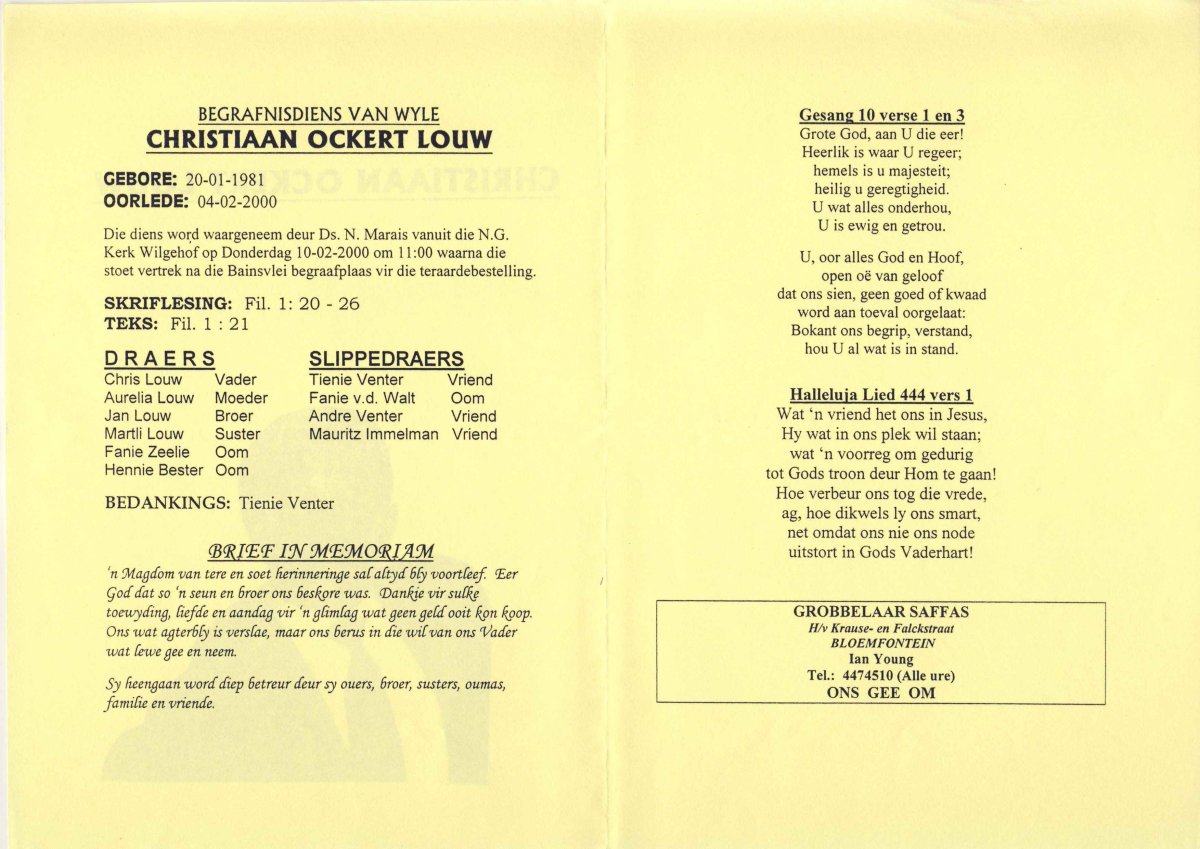 BEGRAFNISDIENS VAN WYLE
CHRISTIAAN OCKERT LOUW
GEBORE: 20-01-1981
OORLEDE: 04-02-2000
Die diens word waargeneem deur Ds. N. Marais vanuit die N.G.
Kerk Wilgehof op Donderdag 10-02-2000 om 11:00 waarna die
stoet vertrek na die Bainsvlei begraafplaas vir die teraardebestelling.
SKRIFLESING: Fil. 1: 20 - 26
TEKS: Fil. 1 : 21
DRAERS
Chris Louw Vader
Aurelia Louw Moeder
Jan Louw Broer
Martli Louw Suster
Fanie Zeelie Oom
Hennie Bester Oom
SLIPPEDRAERS
Tienie Venter Vriend
Fanie v.d. Walt Oom
Andre Venter Vriend
Mauritz Immelman Vriend
BEDANKINGS: Tienie Venter
BRIEF IN MEMORIAM
'n Magdom van tere en soet herinneringe sal altyd bly voortleef. Eer
God dat so 'n seun en broer ons beskore was. Dankie vir sulke
toewyding, liefde en aandag vir 'n glimlag wat geen geld ooit kon koop.
Ons wat agterbly is verslae, maar ons berus in die wil van ons Vader
wat lewe gee en neem.
Sy heengaan word diep betreur deur sy ouers, broer, susters, oumas,
familie en vriende.
Gesang 10 verse 1 en 3
Grote God, aan U die eer!
Heerlik is waar U regeer;
hemels is u majesteit;
heilig u geregtigheid.
U wat alles onderhou,
U is ewig en getrou.
U, oor alles God en Hoof,
open oë van geloof
dat ons sien, geen goed of kwaad
word aan toeval oorgelaat:
Bokant ons begrip, verstand,
hou U al wat is in stand.
Halleluja Lied 444 vers 1
Wat 'n vriend het ons in Jesus,
Hy wat in ons plek wil staan;
wat 'n voorreg om gedurig
tot Gods troon deur Hom te gaan!
Hoe verbeur ons tog die vrede,
ag, hoe dikwels ly ons smart,
net omdat ons nie ons node
uitstort in Gods Vaderhart!
GROBBELAAR SAFFAS
H/v Krause- en Falckstraat
BLOEMFONTEIN
Ian Young
Tel.: 4474510 (Alle ure)
ONS GEE OM